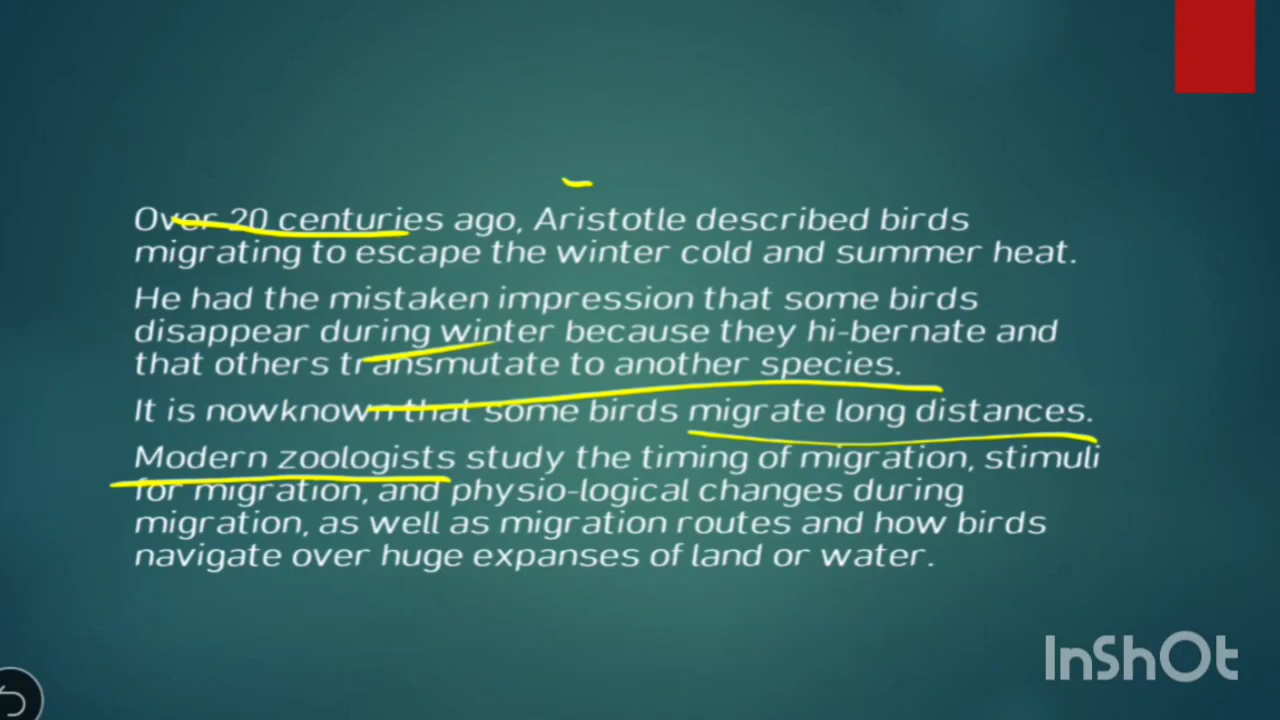 Over 20 centuries ago, Aristotle described birds
migrating to escape the winter cold and summer heat.
He had the mistaken impression that some birds
disappear during winter because they hi-bernate and
that others transmutate to another species.
It is nowknown that some birds migrate long distances.
Modern zoologists study the timing of migration, stimuli
for migration, and physio-logical changes during
migration, as well as migration routes and how birds
navigate over huge expanses of land or water.
InShOt